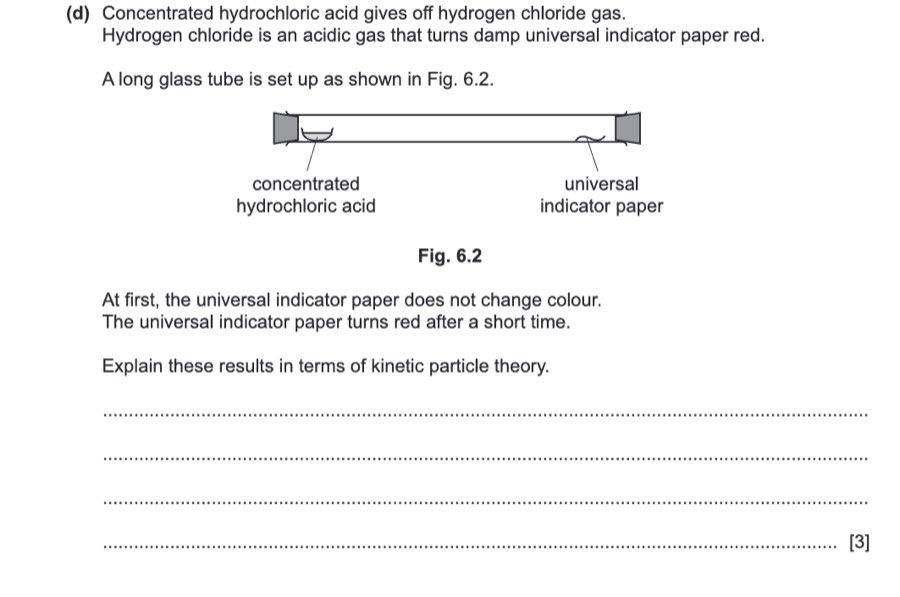 (d) Concentrated hydrochloric acid gives off hydrogen chloride gas.
Hydrogen chloride is an acidic gas that turns damp universal indicator paper red.
A long glass tube is set up as shown in Fig. 6.2.
concentrated
hydrochloric acid
universal
indicator paper
Fig. 6.2
At first, the universal indicator paper does not change colour.
The universal indicator paper turns red after a short time.
Explain these results in terms of kinetic particle theory.
[3]